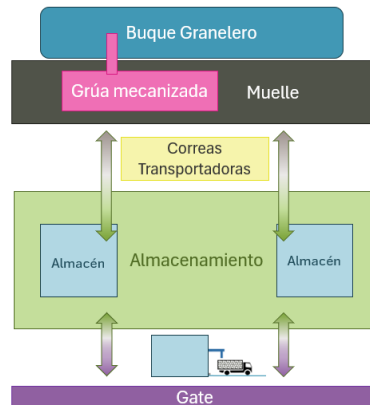 Buque Granelero
Grúa mecanizada
Muelle
Correas
Transportadoras
Almacén
Almacenamiento
Almacén
Gate